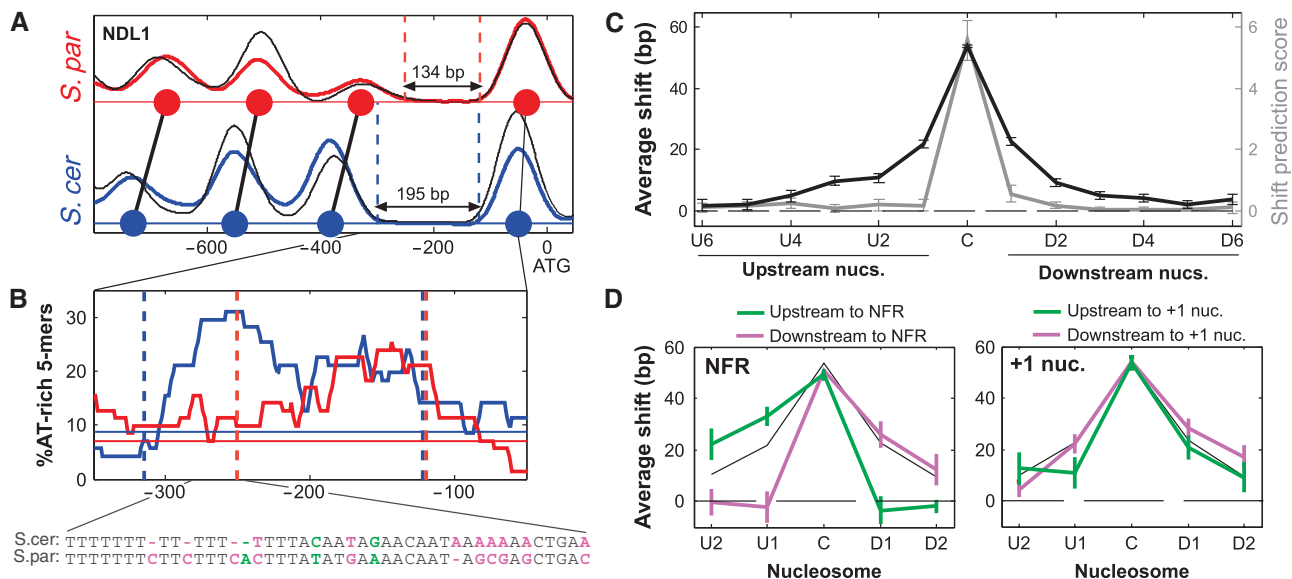 A
NDL1
S. par
134 bp
S. cer
195 bp
−600
−400
−200
0
ATG
B
%AT-rich 5-mers
30
20
10
0
−300
−200
−100
S.cer: TTTTTTTT-TT-TTT--TTTTACAATAGAACAATAAAAAAACTGAA
S.par: TTTTTTTCTTCTTTCACTTTATATGAAAACAAT-AGCGAGCTGAC
C
Average shift (bp)
60
40
20
0
6
4
2
0
Shift prediction score
U6
U4
U2
C
D2
D4
D6
Upstream nucs.
Downstream nucs.
D
Upstream to NFR
Downstream to NFR
NFR
Average shift (bp)
60
40
20
0
U2
U1
C
D1
D2
Nucleosome
Upstream to +1 nuc.
Downstream to +1 nuc.
+1 nuc.
60
40
20
0
U2
U1
C
D1
D2
Nucleosome